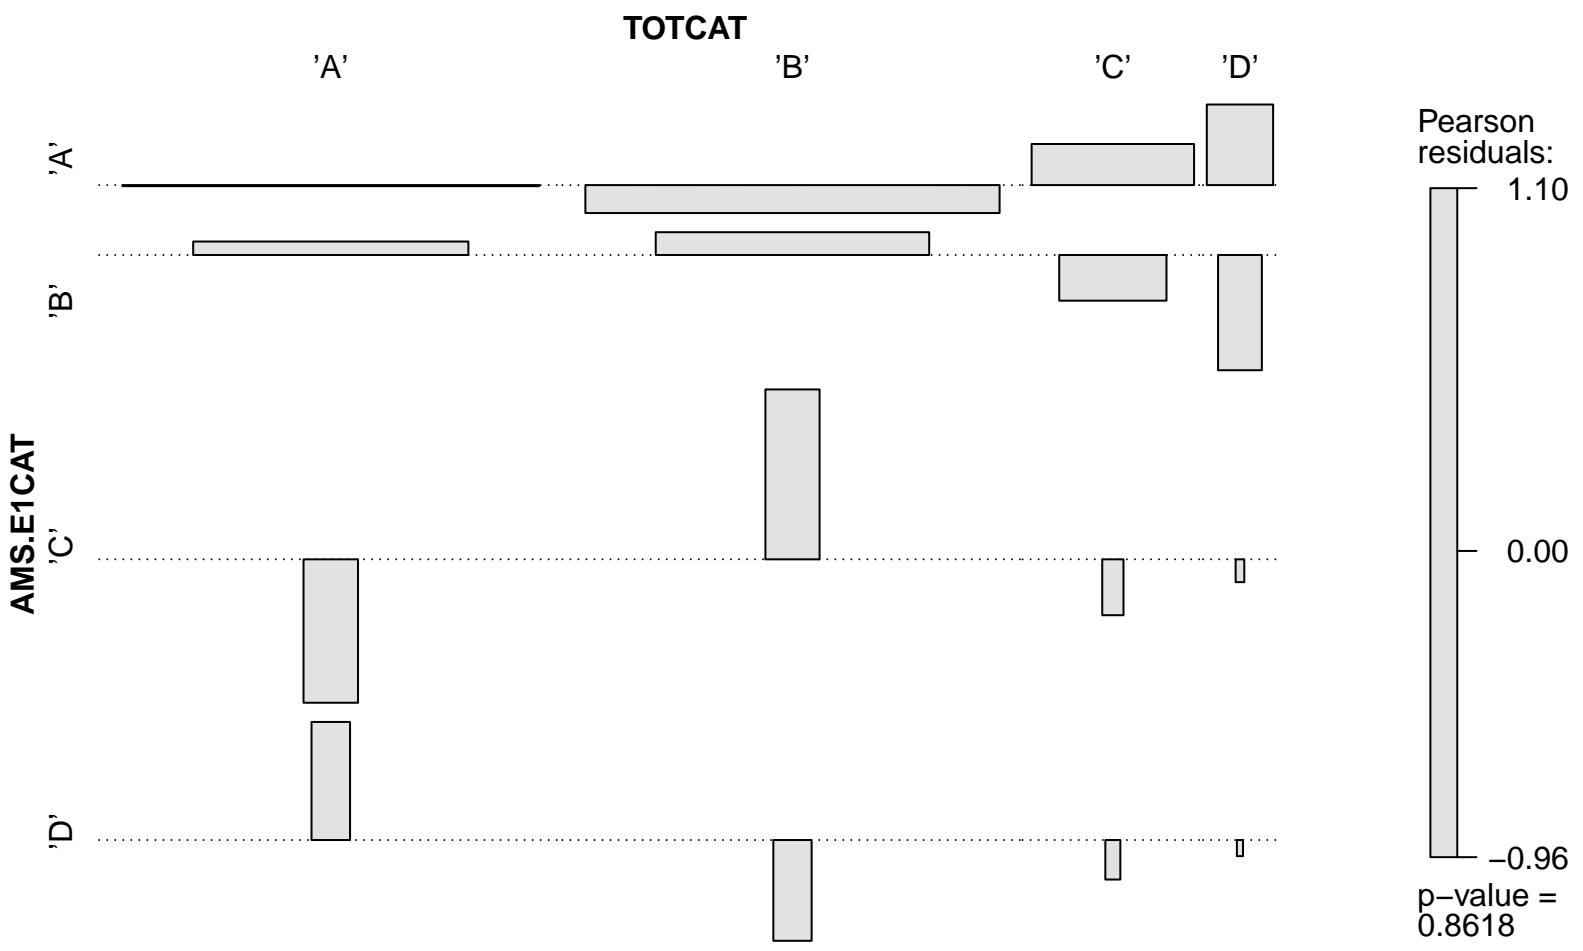 TOTCAT
’A’ ’B’ ’C’ ’D’
AMS.E1CAT
’A’
’B’
’C’
’D’
Pearson
residuals:
1.10
0.00
−0.96
p−value =
0.8618